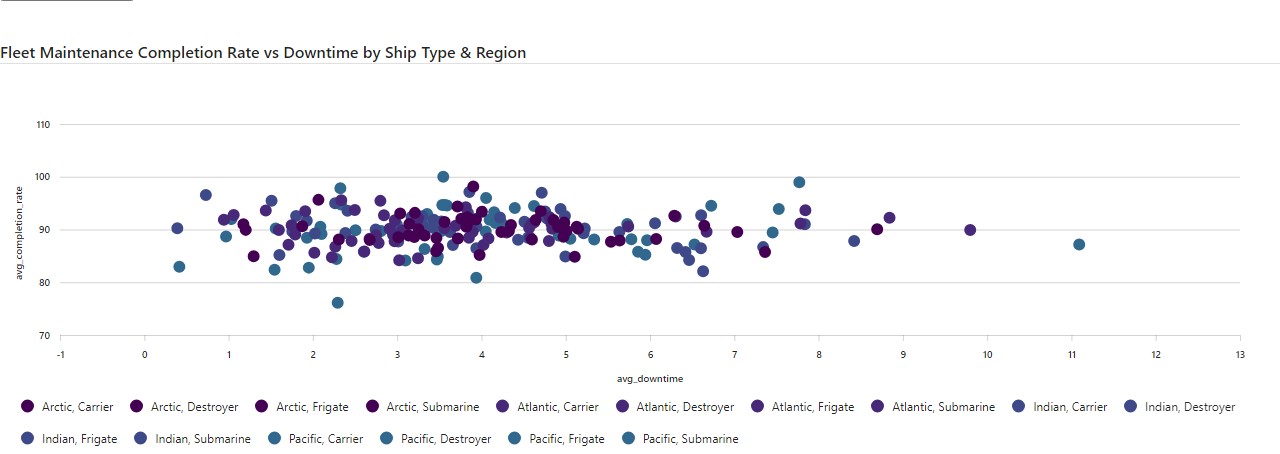 Fleet Maintenance Completion Rate vs Downtime by Ship Type & Region
110
100
90
80
70
avg_completion_rate
-1 0 1 2 3 4 5 6 7 8 9 10 11 12 13
avg_downtime
Arctic, Carrier Arctic, Destroyer Arctic, Frigate Arctic, Submarine Atlantic, Carrier Atlantic, Destroyer Atlantic, Frigate Atlantic, Submarine Indian, Carrier Indian, Destroyer
Indian, Frigate Indian, Submarine Pacific, Carrier Pacific, Destroyer Pacific, Frigate Pacific, Submarine